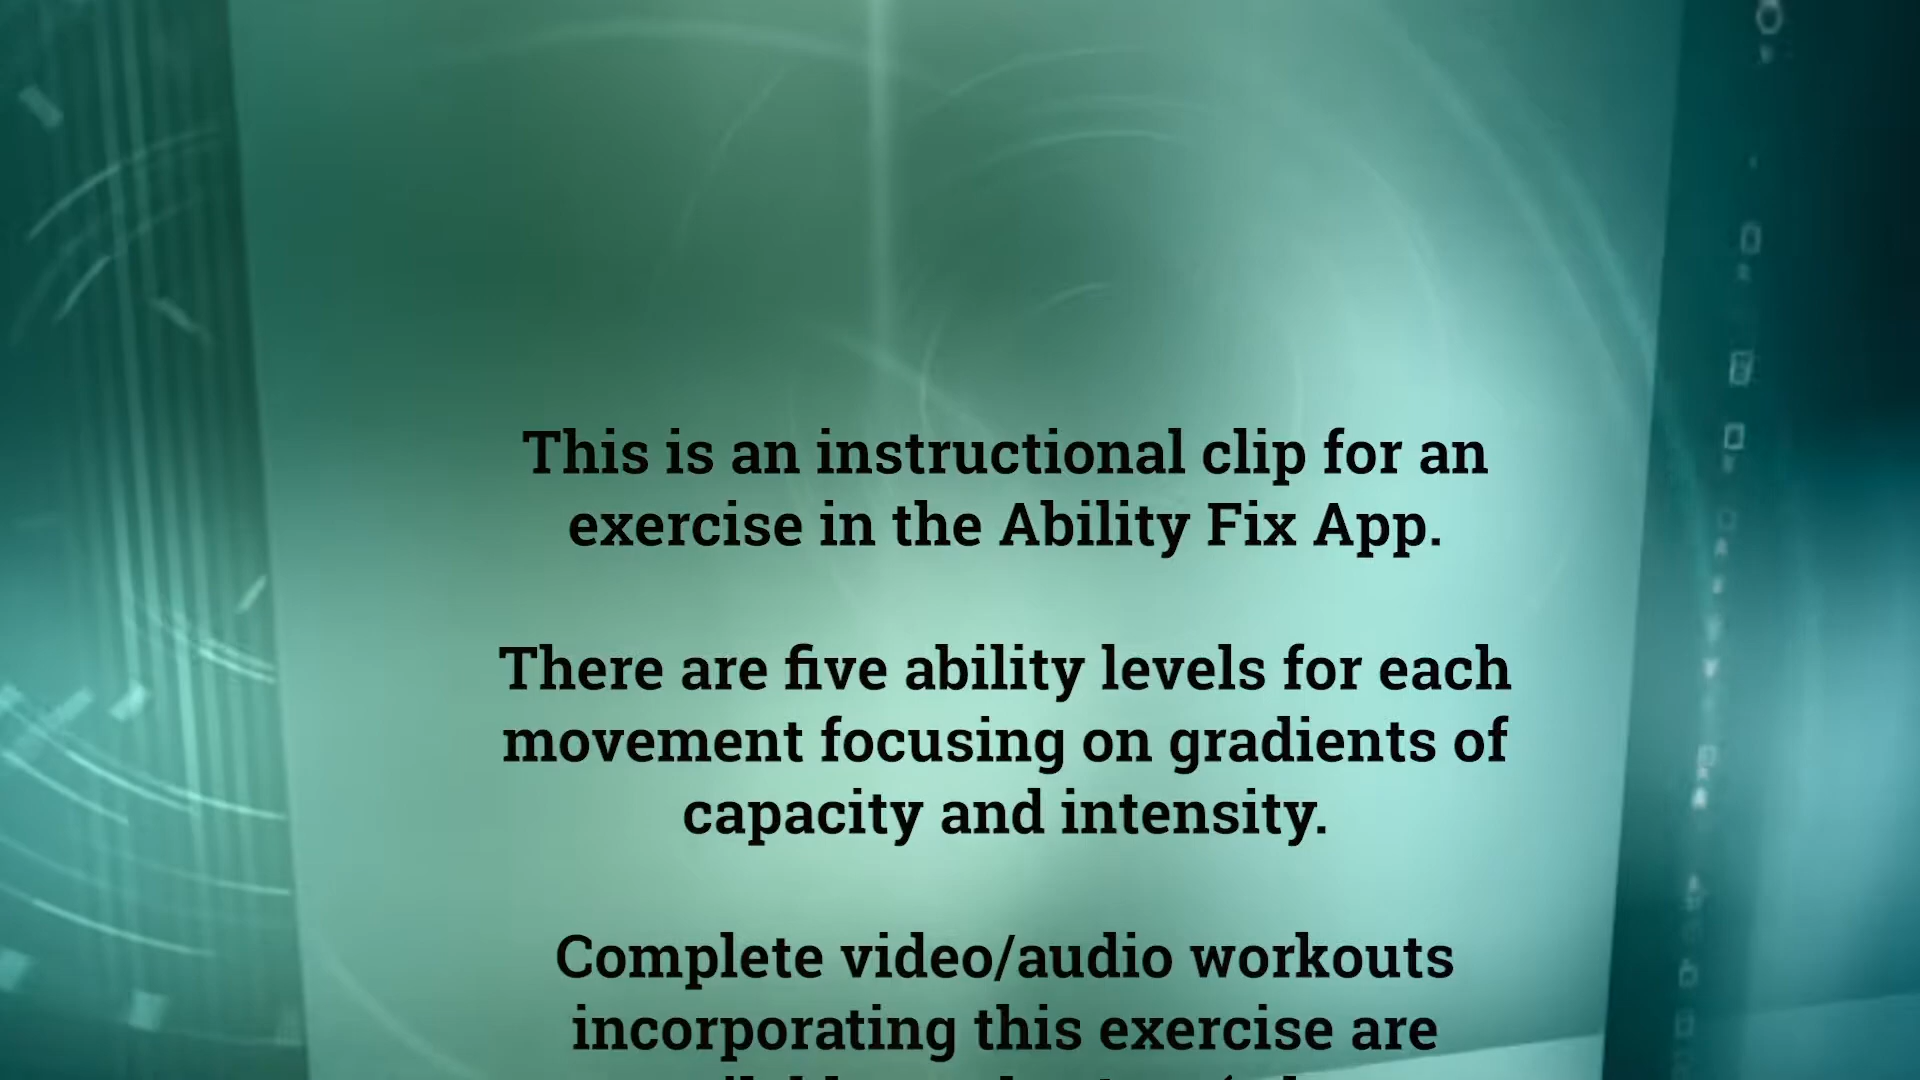 This is an instructional clip for an
exercise in the Ability Fix App.
There are five ability levels for each
movement focusing on gradients of
capacity and intensity.
Complete video/audio workouts
incorporating this exercise are